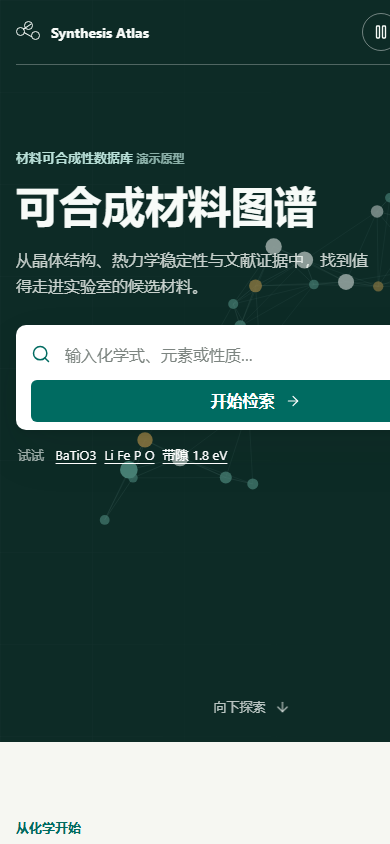 Synthesis Atlas
材料可合成性数据库 演示原型
可合成材料图谱
从晶体结构、热力学稳定性与文献证据中，找到值
得走进实验室的候选材料。
输入化学式、元素或性质...
开始检索
试试 BaTiO3 Li Fe P O 带隙 1.8 eV
向下探索
从化学开始